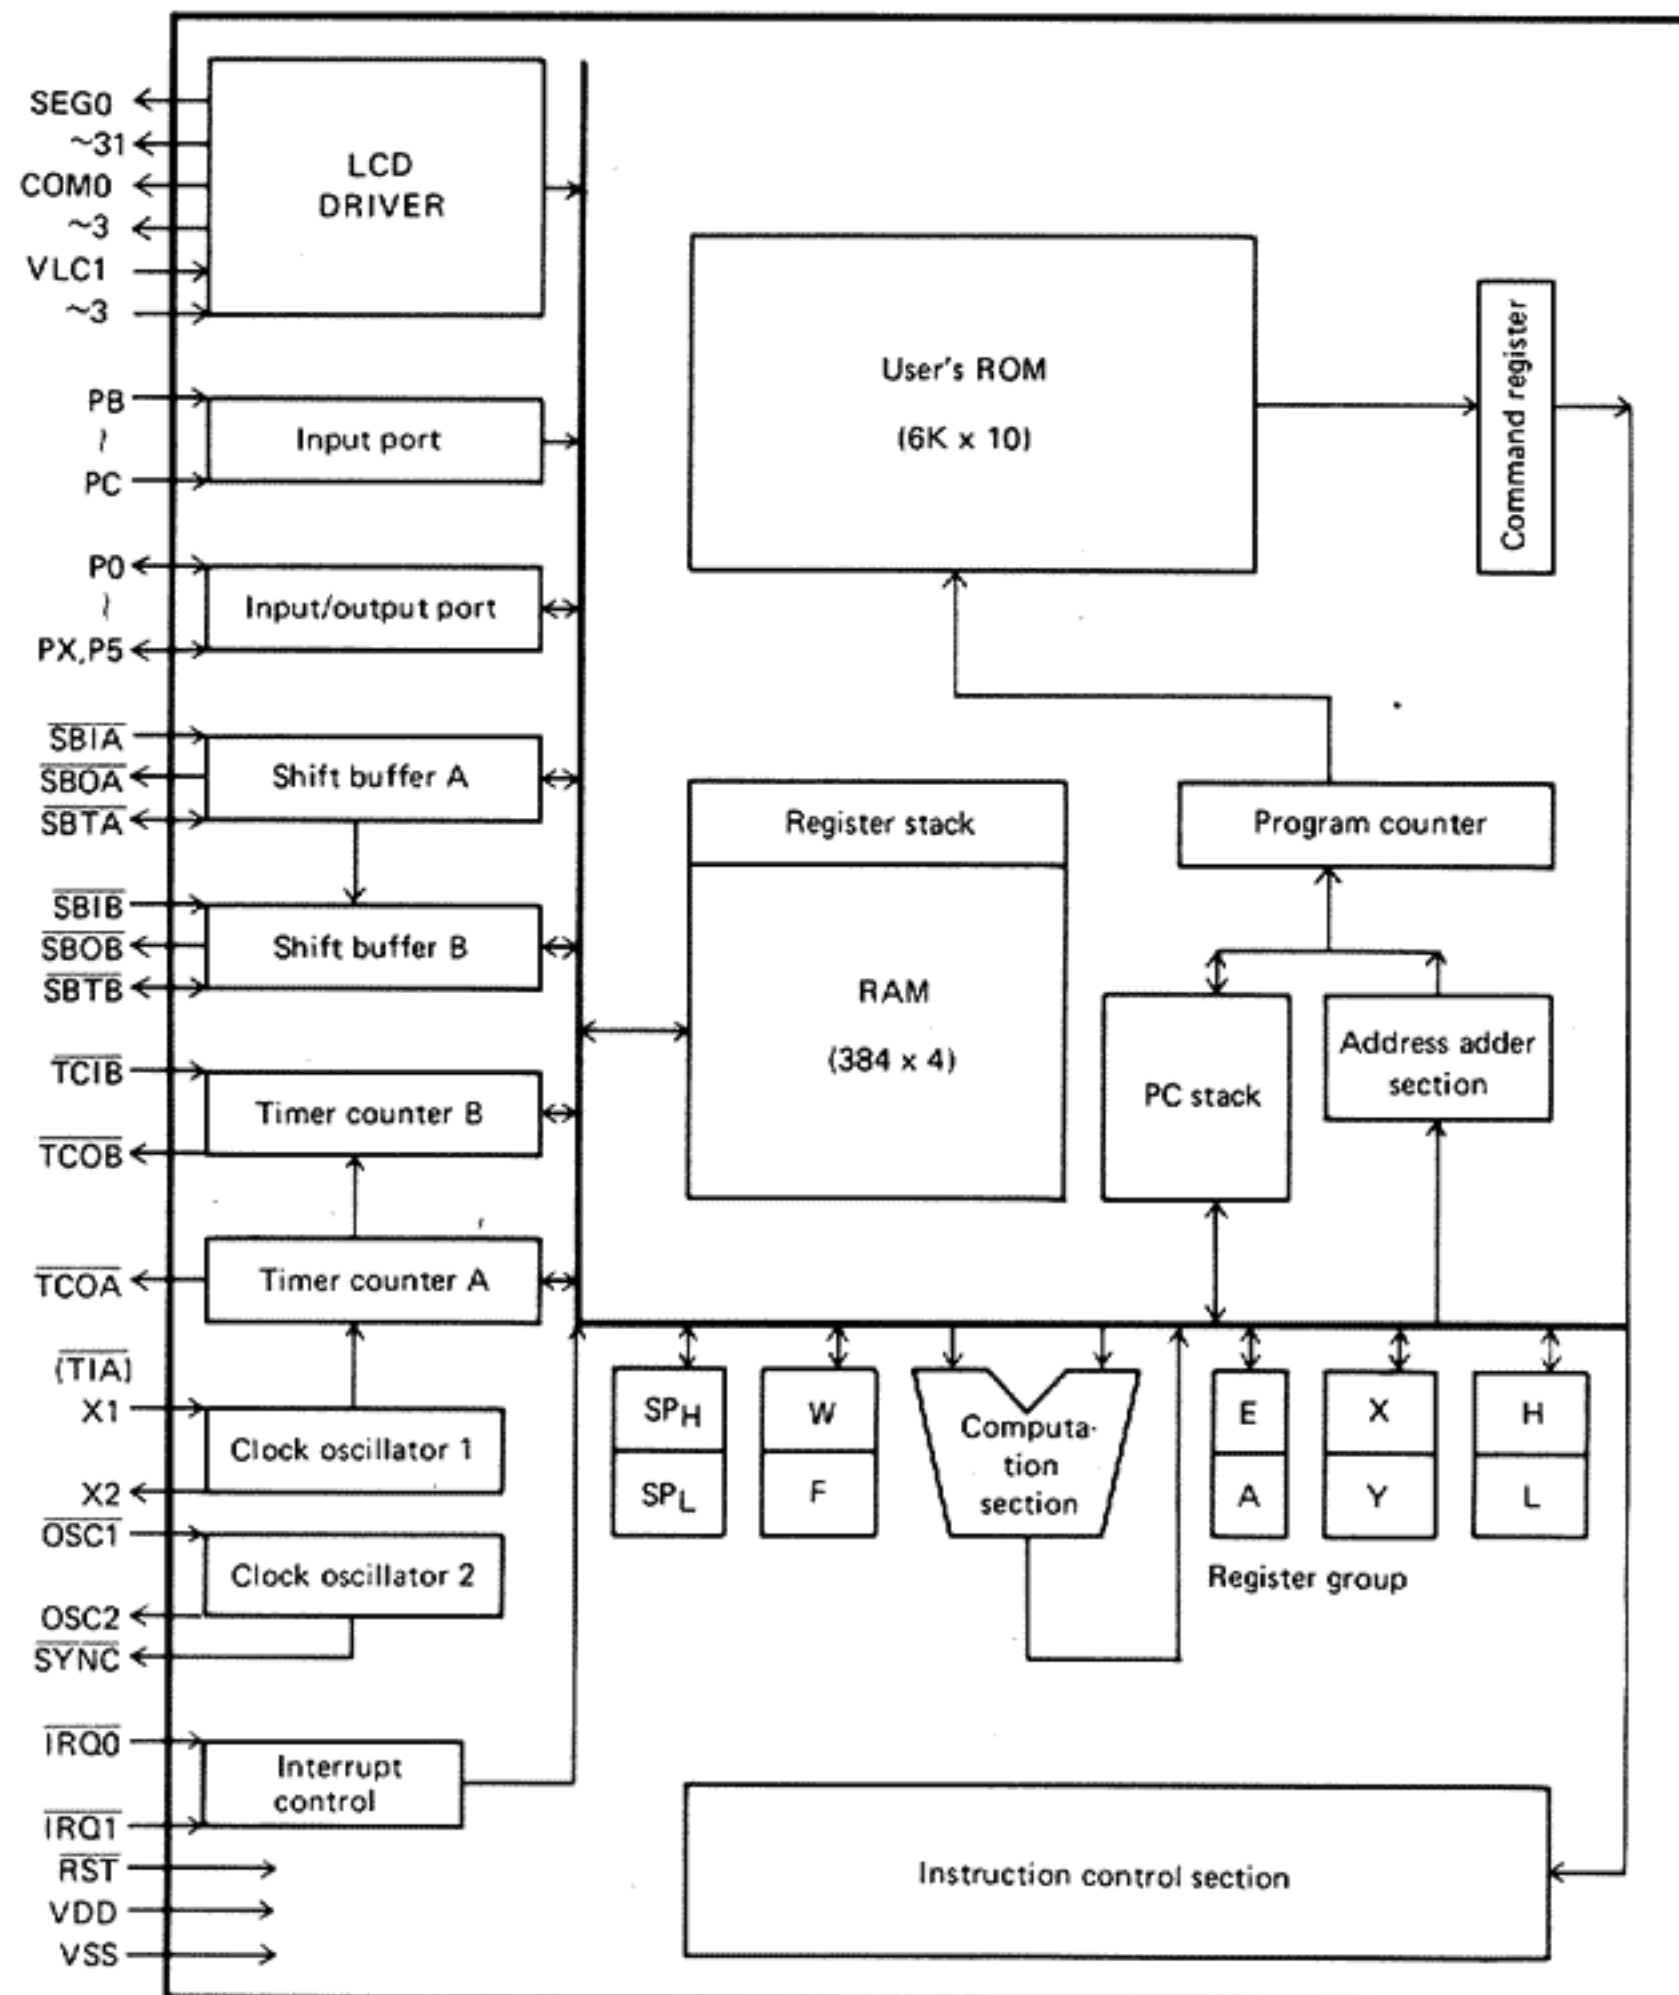 SEG0
~31
COM0
~3
VLC1
~3
LCD
DRIVER
PB
~
PC
Input port
P0
~
PX,P5
Input/output port
SBIA
SBOA
SBTA
Shift buffer A
SBIB
SBOB
SBTB
Shift buffer B
TCIB
TCOB
Timer counter B
TCOA
Timer counter A
(TIA)
X1
X2
Clock oscillator 1
OSC1
OSC2
SYNC
Clock oscillator 2
IRQ0
IRQ1
Interrupt
control
RST
VDD
VSS
User's ROM
(6K x 10)
Command register
Register stack
RAM
(384 x 4)
Program counter
PC stack
Address adder
section
SPH
SPL
W
F
Computa-
tion
section
E
A
X
Y
H
L
Register group
Instruction control section